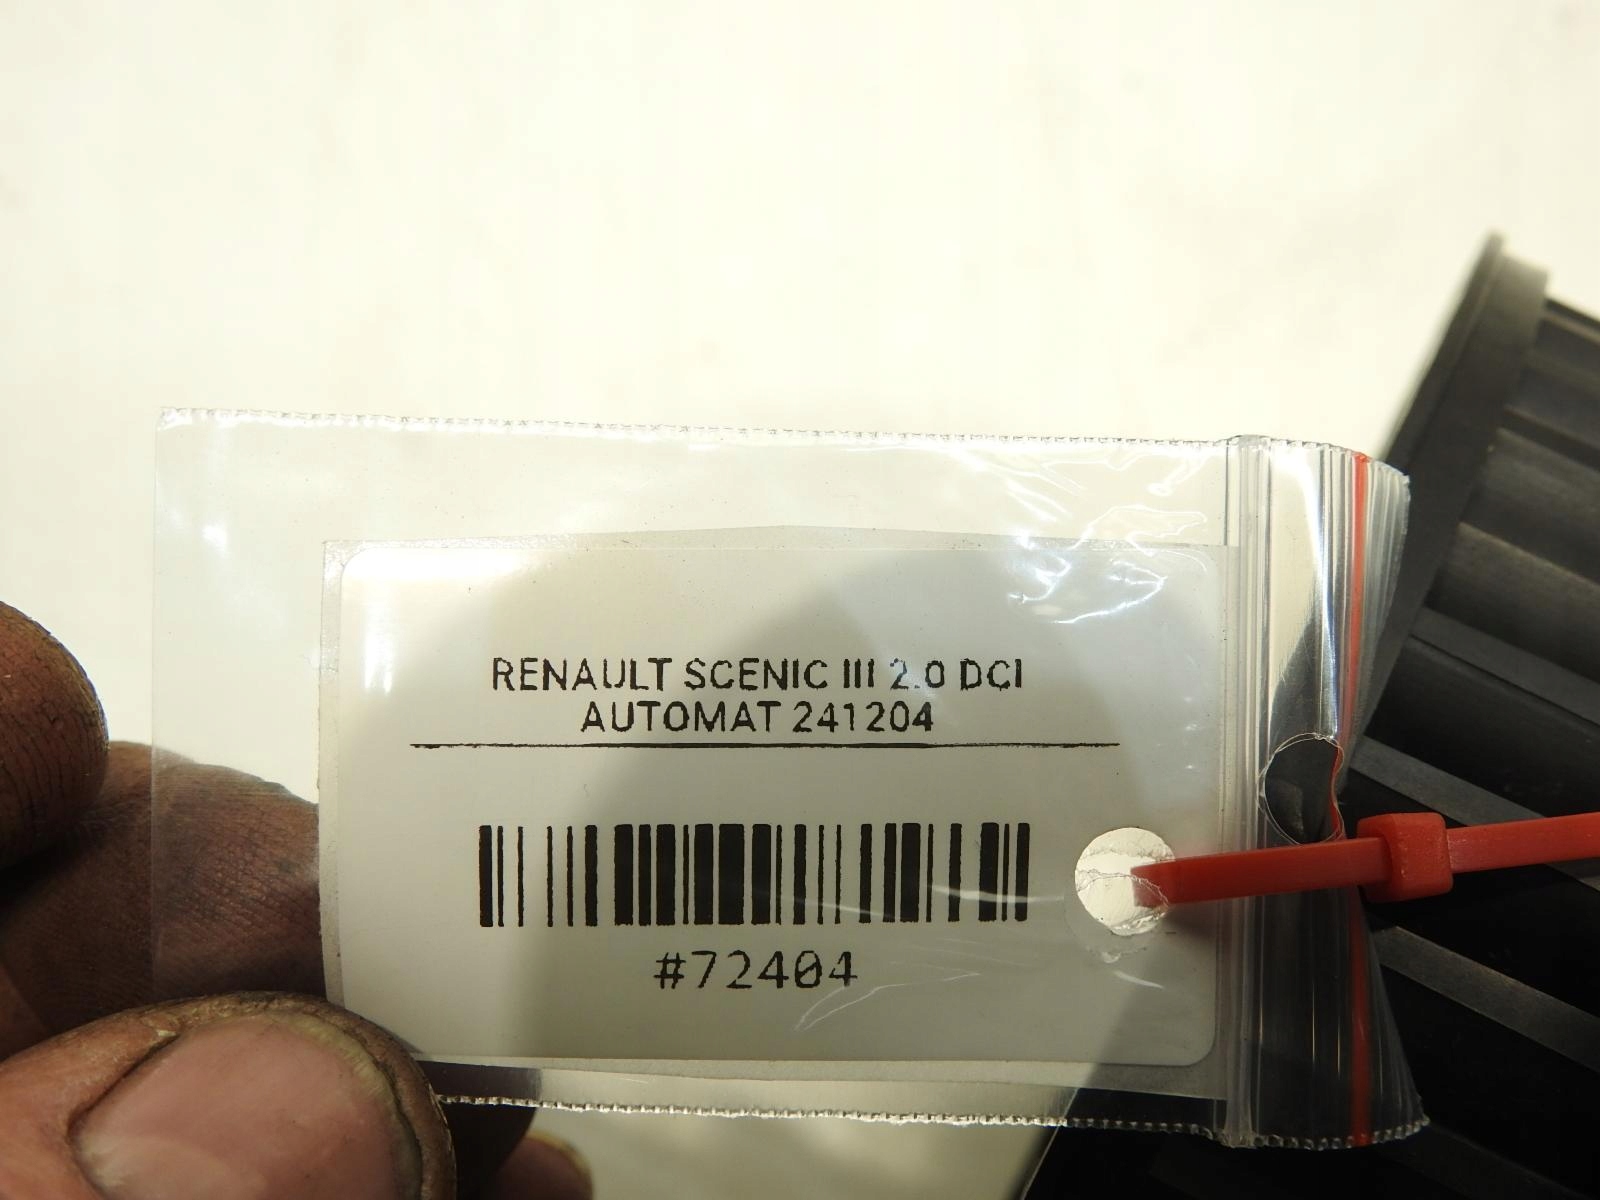 RENAULT SCENIC III 2.0 DCI
AUTOMAT 241204
#72404